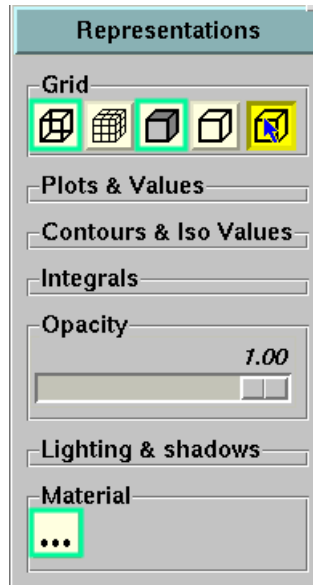 Representations
Grid
Plots & Values
Contours & Iso Values
Integrals
Opacity
1.00
Lighting & shadows
Material
...